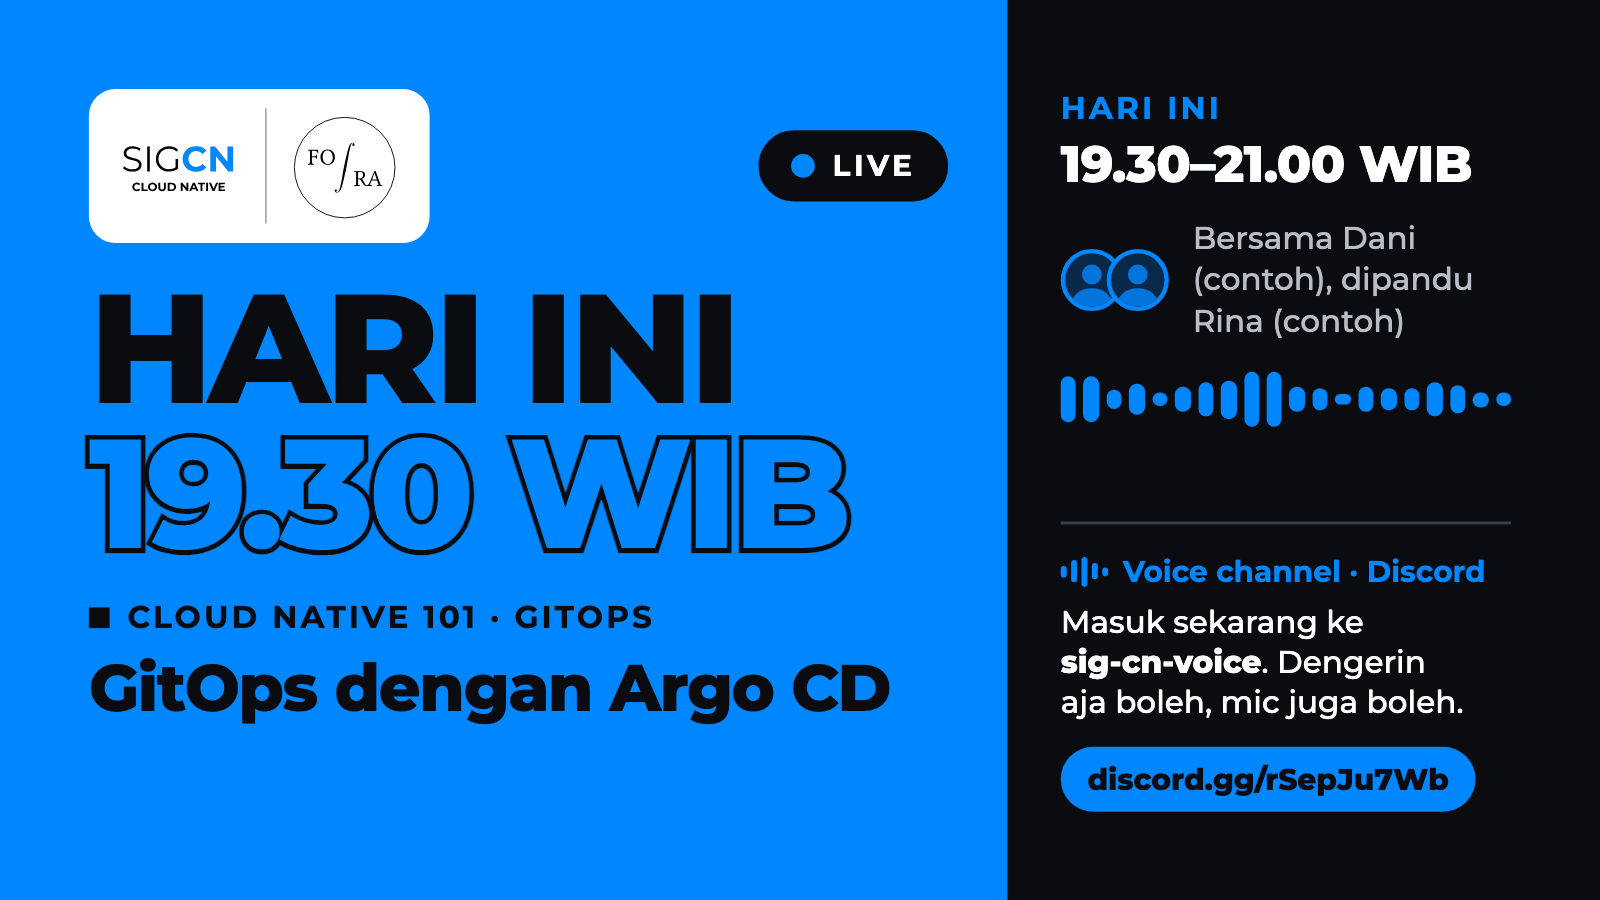 SIGCN
CLOUD NATIVE
FO
RA
LIVE
HARI INI
19.30 WIB
CLOUD NATIVE 101 · GITOPS
GitOps dengan Argo CD
HARI INI
19.30–21.00 WIB
Bersama Dani
(contoh), dipandu
Rina (contoh)
Voice channel · Discord
Masuk sekarang ke
sig-cn-voice. Dengerin
aja boleh, mic juga boleh.
discord.gg/rSepJu7Wb